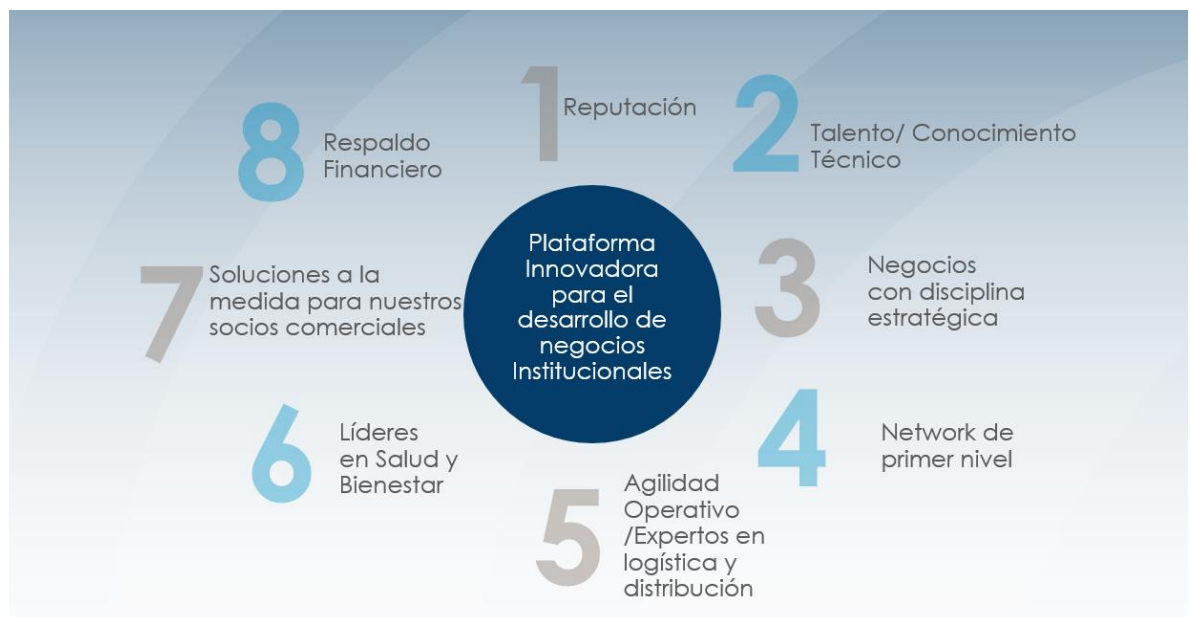 1
Reputación
2
Talento/ Conocimiento
Técnico
3
Negocios
con disciplina
estratégica
4
Network de
primer nivel
5
Agilidad
Operativo
/Expertos en
logística y
distribución
6
Líderes
en Salud y
Bienestar
7
Soluciones a la
medida para nuestros
socios comerciales
8
Respaldo
Financiero
Plataforma
Innovadora
para el
desarrollo de
negocios
Institucionales